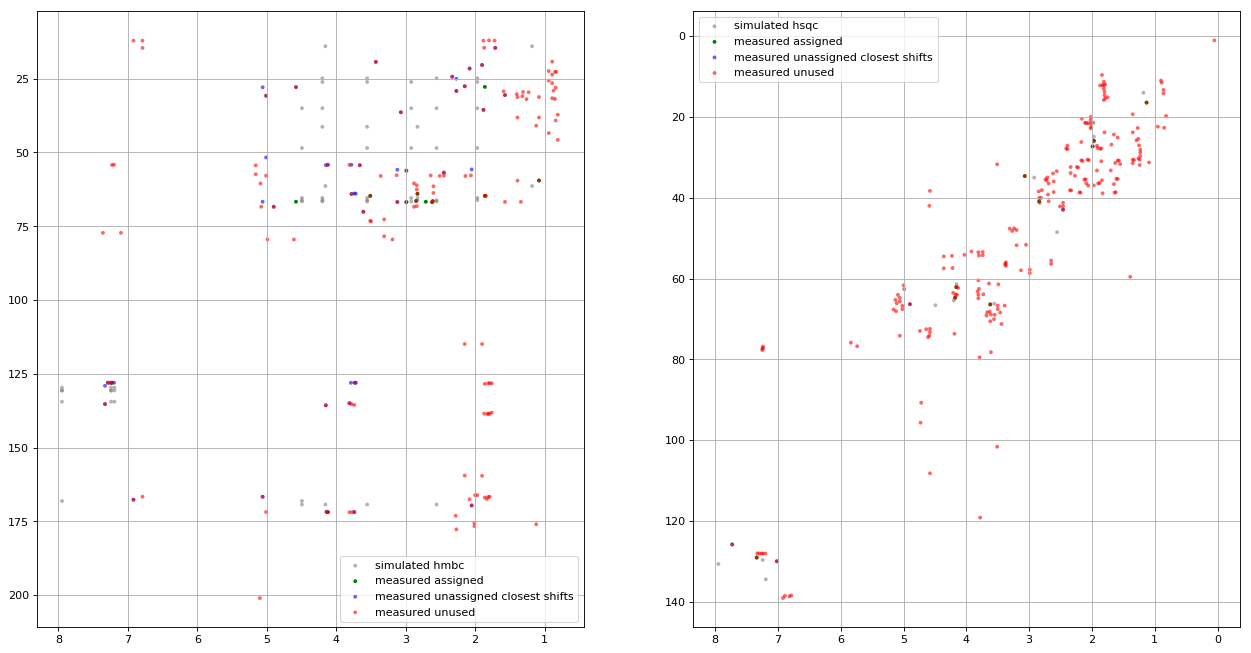 25
50
75
100
125
150
175
200
8 7 6 5 4 3 2 1
simulated hmbc
measured assigned
measured unassigned closest shifts
measured unused
simulated hsqc
measured assigned
measured unassigned closest shifts
measured unused
0
20
40
60
80
100
120
140
8 7 6 5 4 3 2 1 0